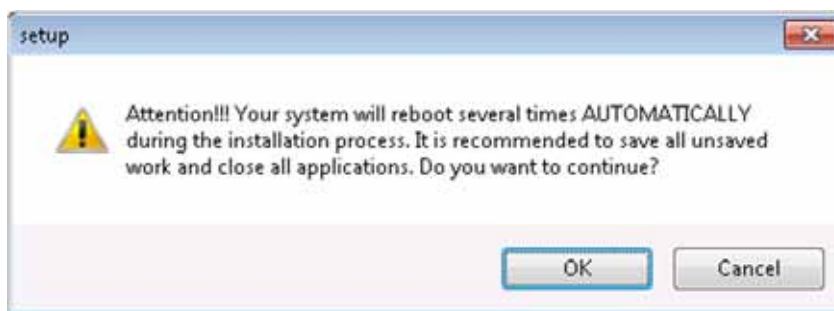 setup
Attention!!! Your system will reboot several times AUTOMATICALLY
during the installation process. It is recommended to save all unsaved
work and close all applications. Do you want to continue?
OK
Cancel